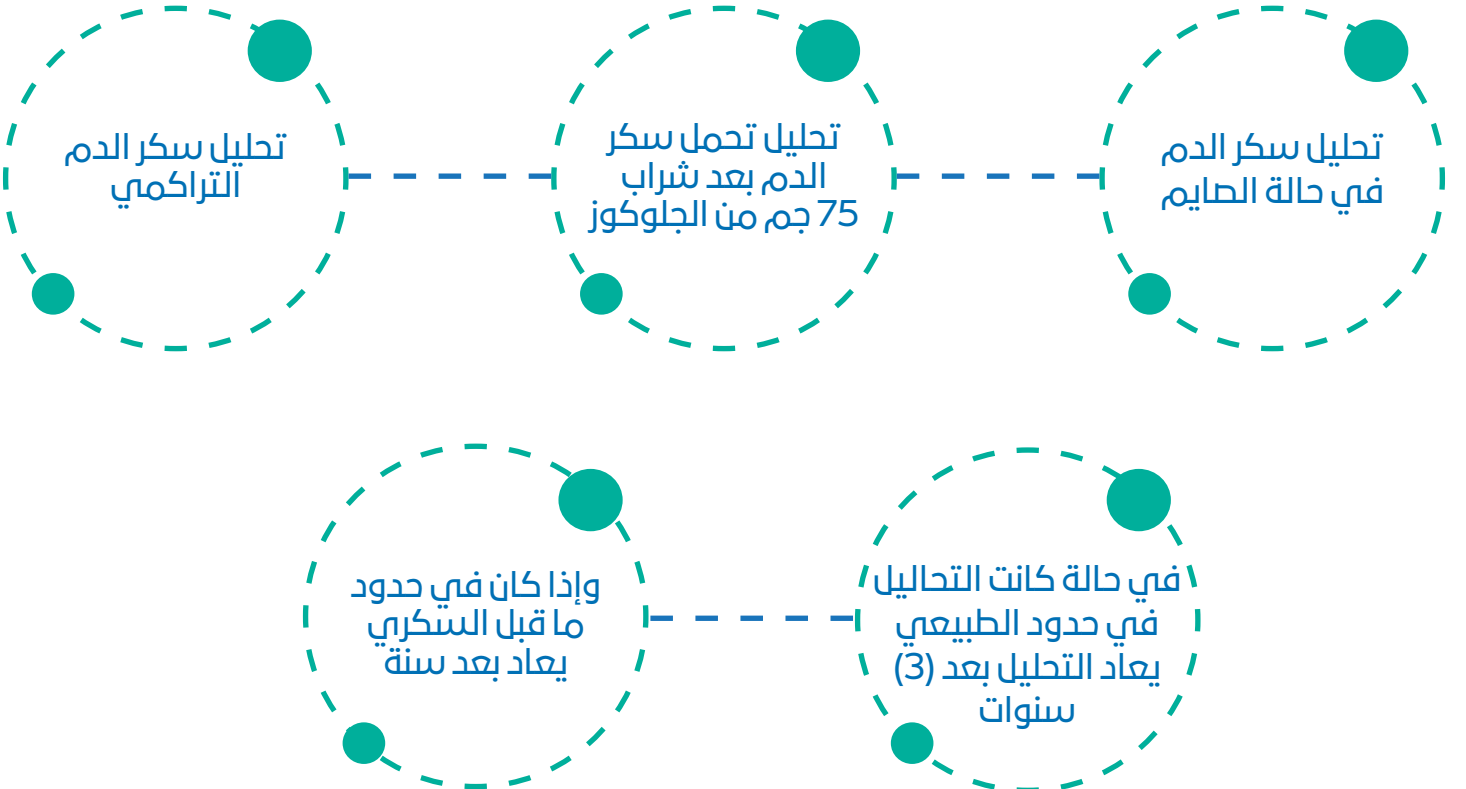 تحليل سكر الدم
في حالة الصايم
تحليل تحمل سكر
الدم بعد شراب
75 جم من الجلوكوز
تحليل سكر الدم
التراكمي
في حالة كانت التحاليل
في حدود الطبيعي
يعاد التحليل بعد (3)
سنوات
وإذا كان في حدود
ما قبل السكري
يعاد بعد سنة